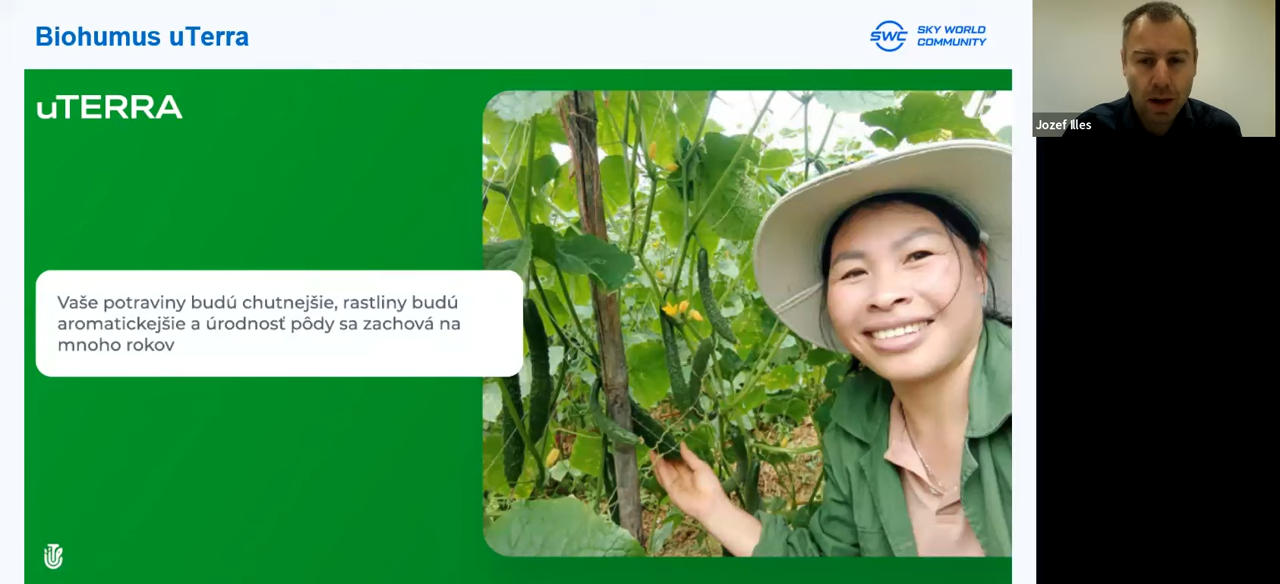 Biohumus uTerra
SWC
SKY WORLD
COMMUNITY
uTERRA
Vaše potraviny budú chutnejšie, rastliny budú
aromatickejšie a úrodnosť pôdy sa zachová na
mnoho rokov
Jozef Illes